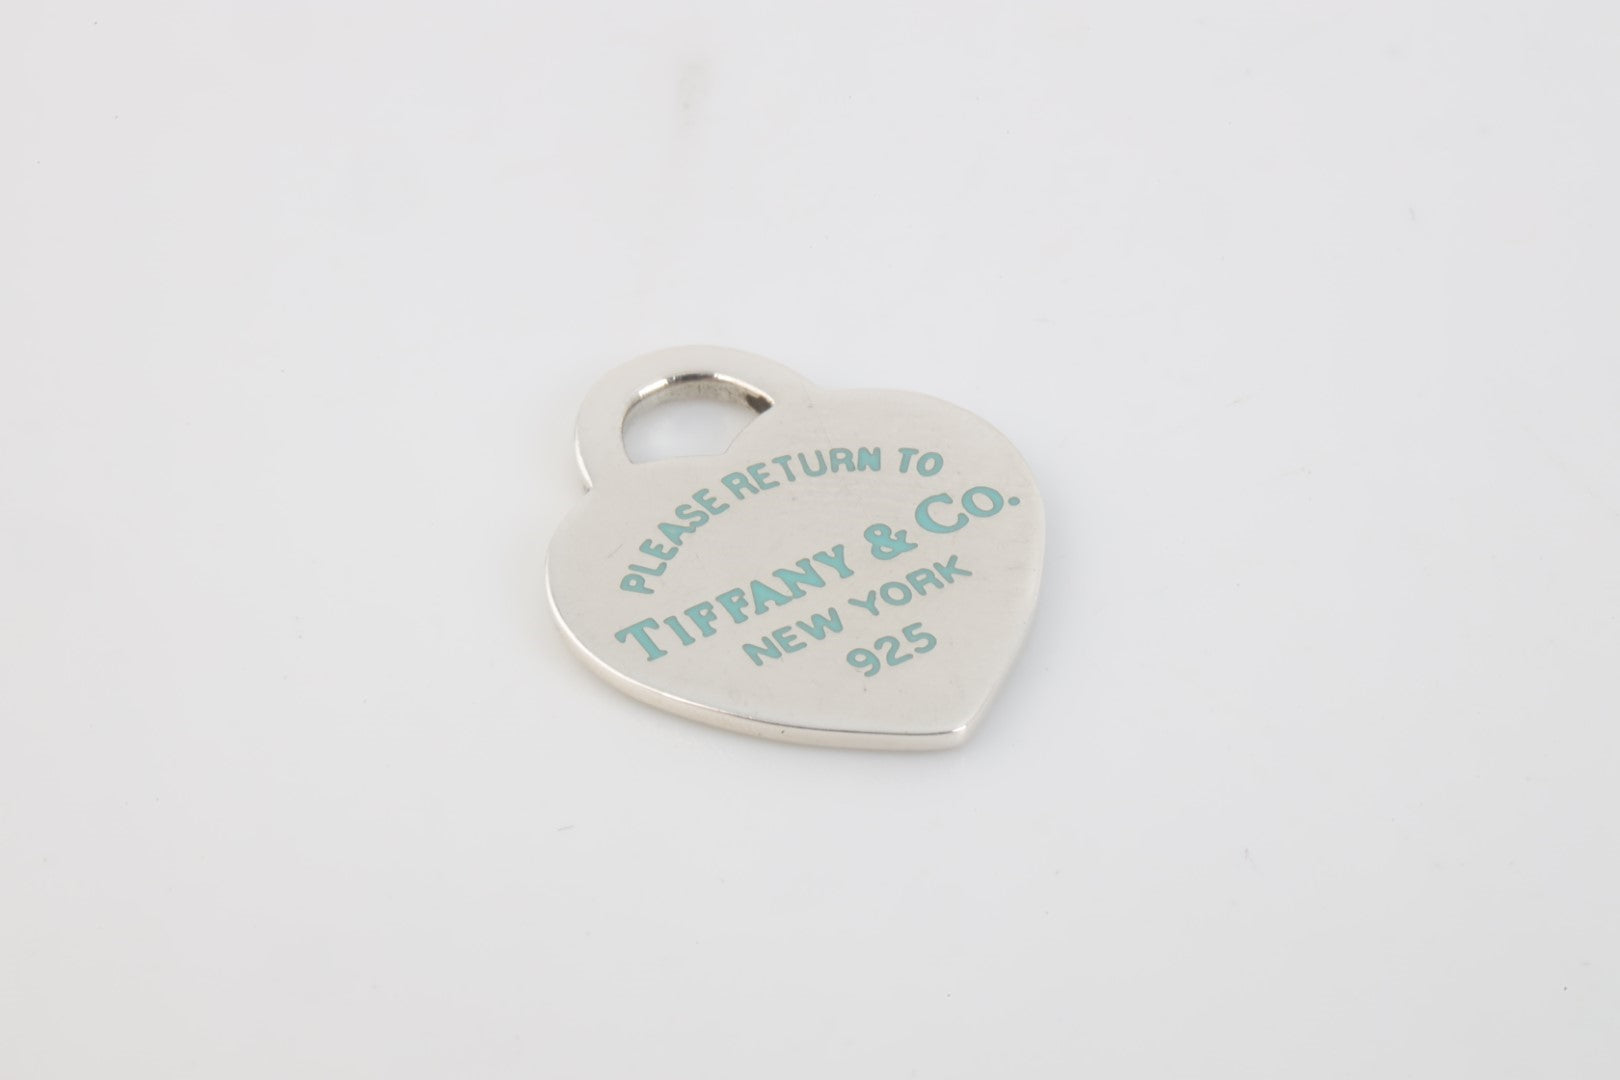 PLEASE RETURN TO
TIFFANY & CO.
NEW YORK
925